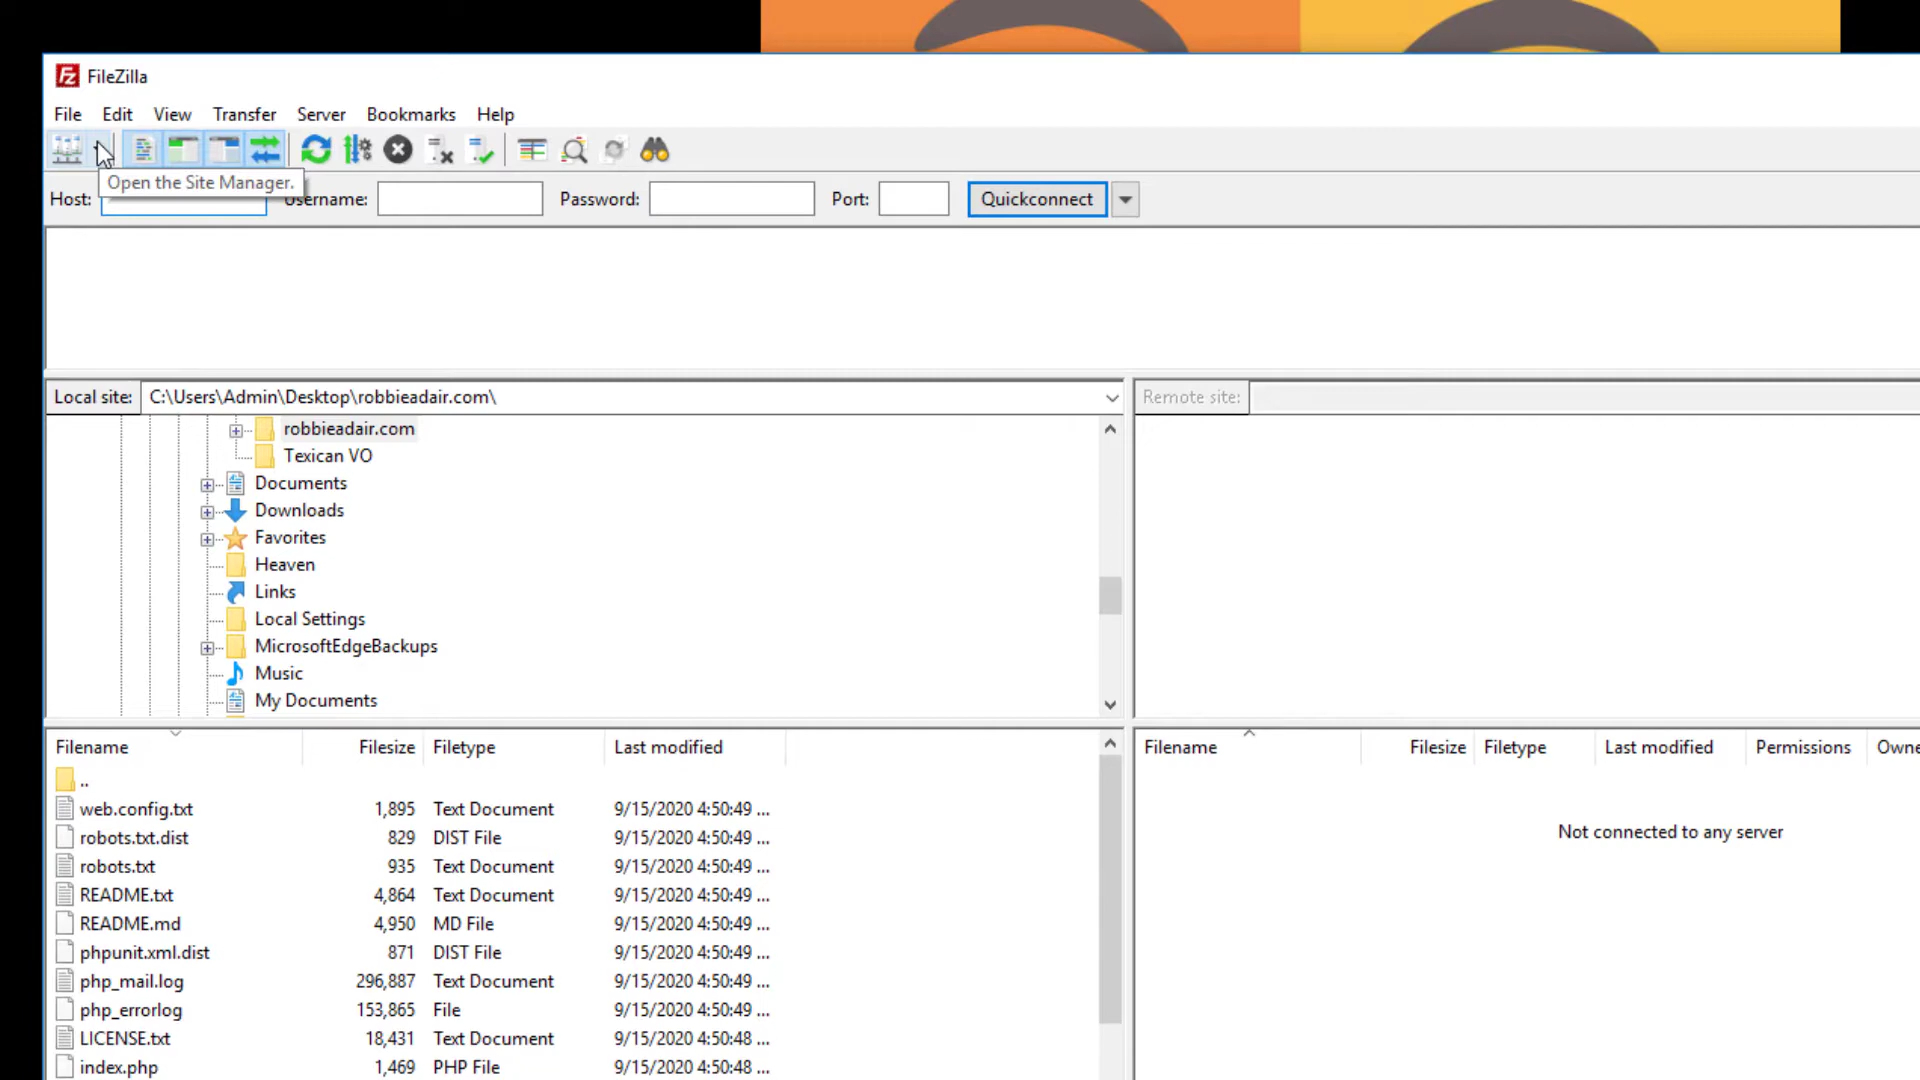 FileZilla
File Edit View Transfer Server Bookmarks Help
Open the Site Manager.
Host: Username: Password: Port: Quickconnect
Local site: C:\Users\Admin\Desktop\robbieadair.com\
Remote site:
robbieadair.com
Texican VO
Documents
Downloads
Favorites
Heaven
Links
Local Settings
MicrosoftEdgeBackups
Music
My Documents
Filename Filesize Filetype Last modified
..
web.config.txt 1,895 Text Document 9/15/2020 4:50:49 ...
robots.txt.dist 829 DIST File 9/15/2020 4:50:49 ...
robots.txt 935 Text Document 9/15/2020 4:50:49 ...
README.txt 4,864 Text Document 9/15/2020 4:50:49 ...
README.md 4,950 MD File 9/15/2020 4:50:49 ...
phpunit.xml.dist 871 DIST File 9/15/2020 4:50:49 ...
php_mail.log 296,887 Text Document 9/15/2020 4:50:49 ...
php_errorlog 153,865 File 9/15/2020 4:50:49 ...
LICENSE.txt 18,431 Text Document 9/15/2020 4:50:48 ...
index.php 1,469 PHP File 9/15/2020 4:50:48 ...
Filename Filesize Filetype Last modified Permissions Owne
Not connected to any server